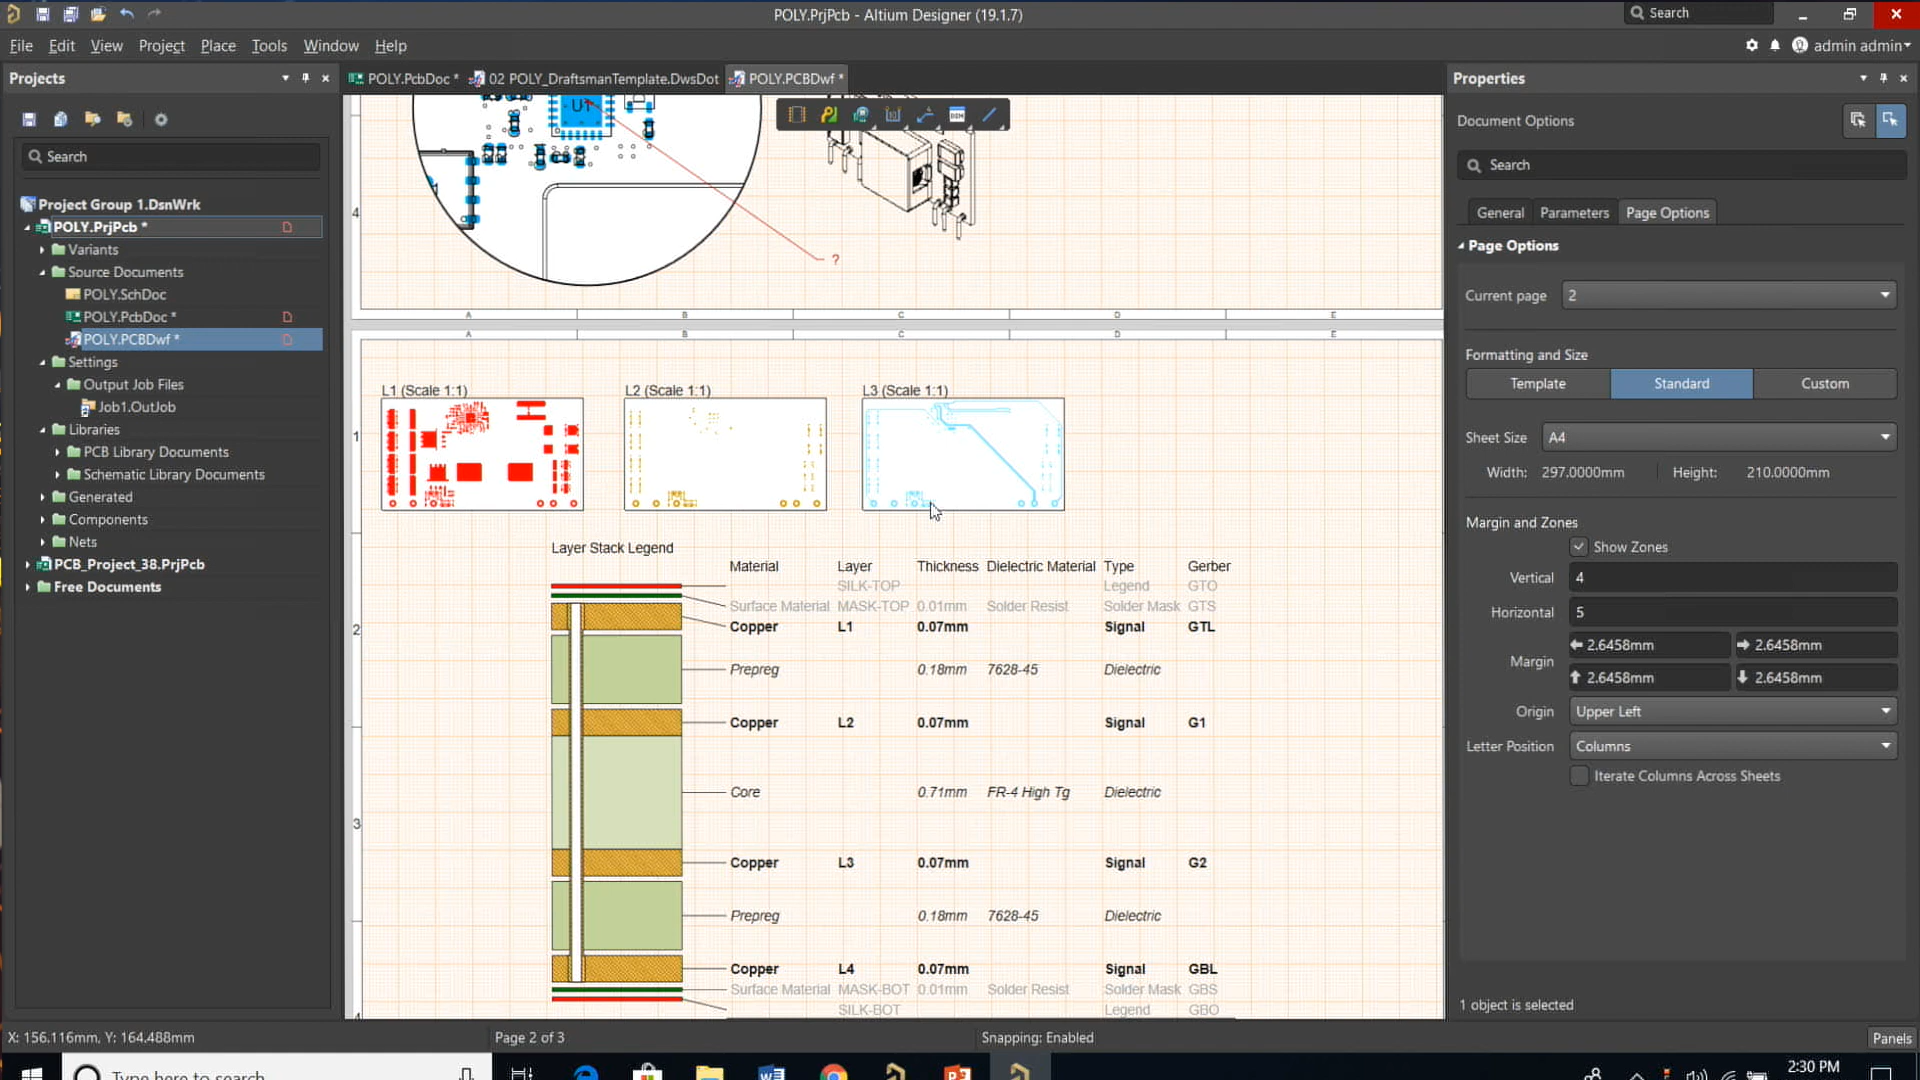 POLY.PrjPcb - Altium Designer (19.1.7)
Search
File Edit View Project Place Tools Window Help
admin admin
Projects
POLY.PcbDoc *
02 POLY_DraftsmanTemplate.DwsDot
POLY.PCBDwf *
Properties
Search
Project Group 1.DsnWrk
POLY.PrjPcb *
Variants
Source Documents
POLY.SchDoc
POLY.PcbDoc *
POLY.PCBDwf *
Settings
Output Job Files
Job1.OutJob
Libraries
PCB Library Documents
Schematic Library Documents
Generated
Components
Nets
PCB_Project_38.PrjPcb
Free Documents
U1
?
4
A B C D E
A B C D E
L1 (Scale 1:1) L2 (Scale 1:1) L3 (Scale 1:1)
1
2
3
4
Layer Stack Legend
Material Layer Thickness Dielectric Material Type Gerber
SILK-TOP Legend GTO
Surface Material MASK-TOP 0.01mm Solder Resist Solder Mask GTS
Copper L1 0.07mm Signal GTL
Prepreg 0.18mm 7628-45 Dielectric
Copper L2 0.07mm Signal G1
Core 0.71mm FR-4 High Tg Dielectric
Copper L3 0.07mm Signal G2
Prepreg 0.18mm 7628-45 Dielectric
Copper L4 0.07mm Signal GBL
Surface Material MASK-BOT 0.01mm Solder Resist Solder Mask GBS
SILK-BOT Legend GBO
Document Options
Search
General Parameters Page Options
Page Options
Current page 2
Formatting and Size
Template Standard Custom
Sheet Size A4
Width: 297.0000mm Height: 210.0000mm
Margin and Zones
Show Zones
Vertical 4
Horizontal 5
2.6458mm 2.6458mm
Margin
2.6458mm 2.6458mm
Origin Upper Left
Letter Position Columns
Iterate Columns Across Sheets
1 object is selected
X: 156.116mm, Y: 164.488mm
Page 2 of 3
Snapping: Enabled
Panels
Type here to search
2:30 PM